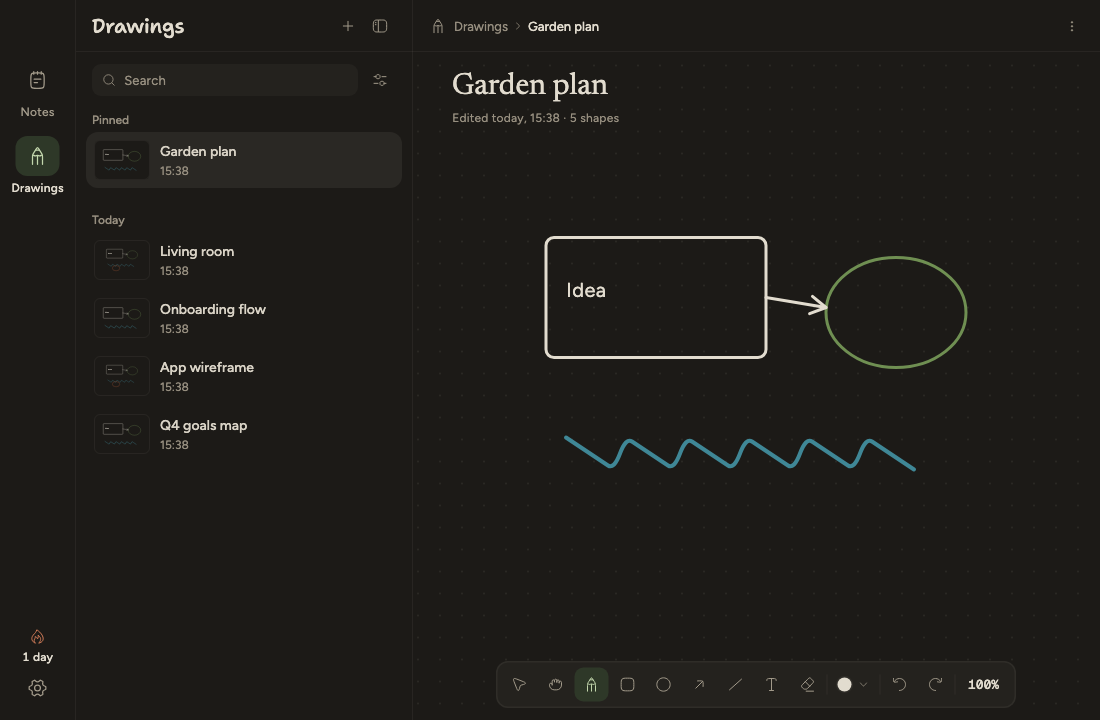 Drawings
Notes
Drawings
1 day
Search
Pinned
Garden plan
15:38
Today
Living room
15:38
Onboarding flow
15:38
App wireframe
15:38
Q4 goals map
15:38
Drawings › Garden plan
Garden plan
Edited today, 15:38 · 5 shapes
Idea
100%